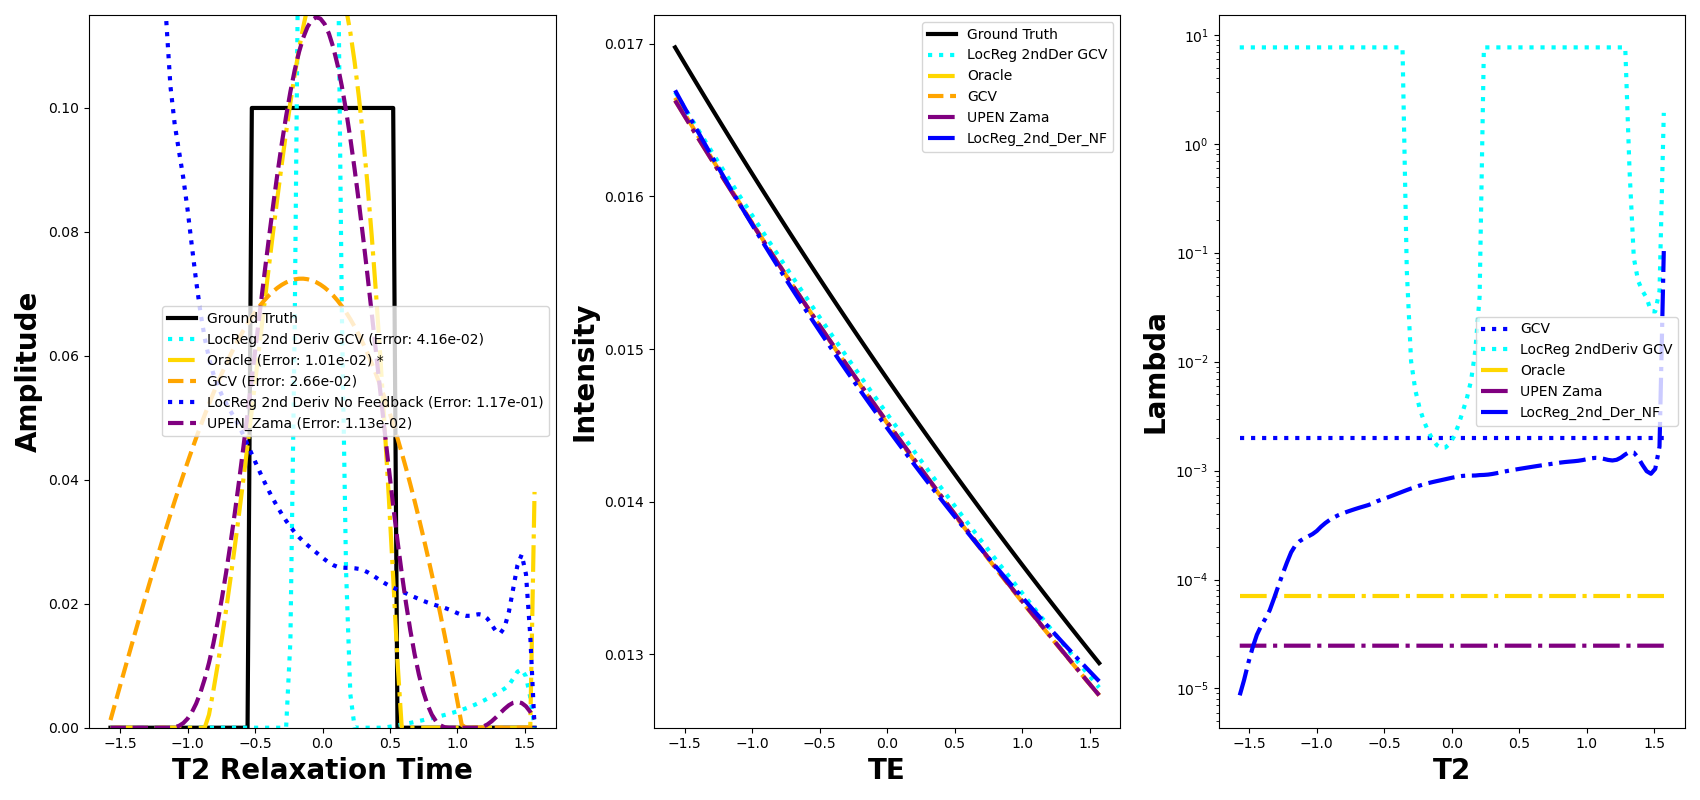 Amplitude
0.10
0.08
0.06
0.04
0.02
0.00
Ground Truth
LocReg 2nd Deriv GCV (Error: 4.16e-02)
Oracle (Error: 1.01e-02) *
GCV (Error: 2.66e-02)
LocReg 2nd Deriv No Feedback (Error: 1.17e-01)
UPEN_Zama (Error: 1.13e-02)
−1.5 −1.0 −0.5 0.0 0.5 1.0 1.5
T2 Relaxation Time
Intensity
0.017
0.016
0.015
0.014
0.013
Ground Truth
LocReg 2ndDer GCV
Oracle
GCV
UPEN Zama
LocReg_2nd_Der_NF
−1.5 −1.0 −0.5 0.0 0.5 1.0 1.5
TE
Lambda
10¹
10⁰
10⁻¹
10⁻²
10⁻³
10⁻⁴
10⁻⁵
GCV
LocReg 2ndDeriv GCV
Oracle
UPEN Zama
LocReg_2nd_Der_NF
−1.5 −1.0 −0.5 0.0 0.5 1.0 1.5
T2